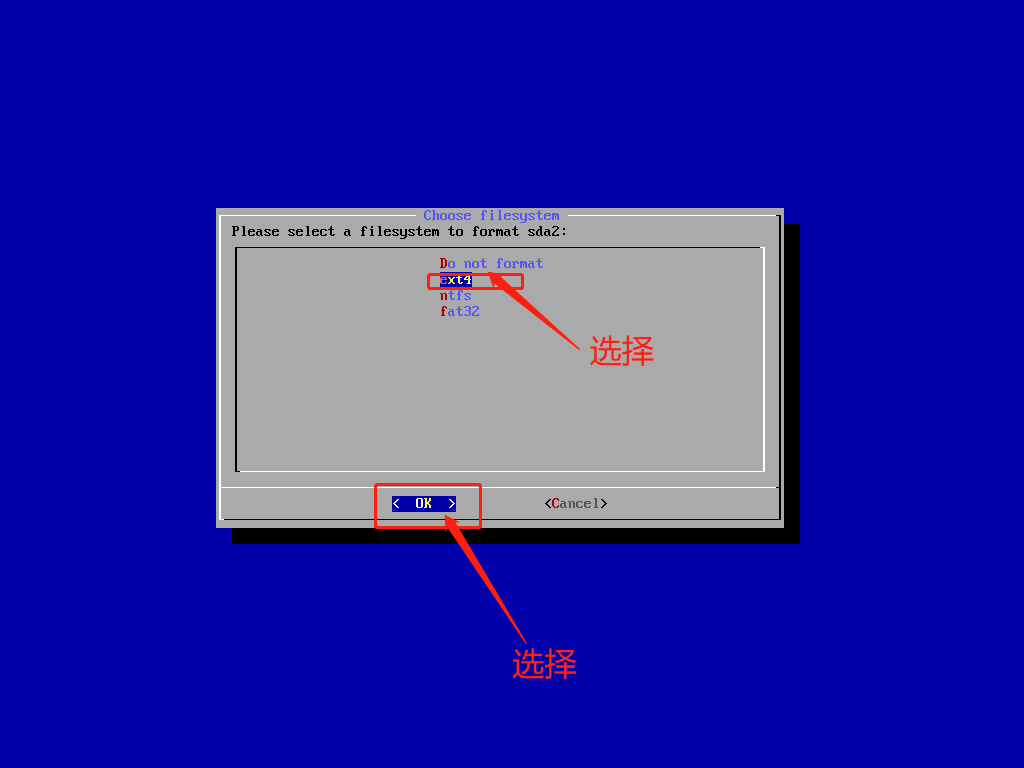 Choose filesystem
Please select a filesystem to format sda2:
Do not format
ext4
ntfs
fat32
选择
< OK > <Cancel>
选择